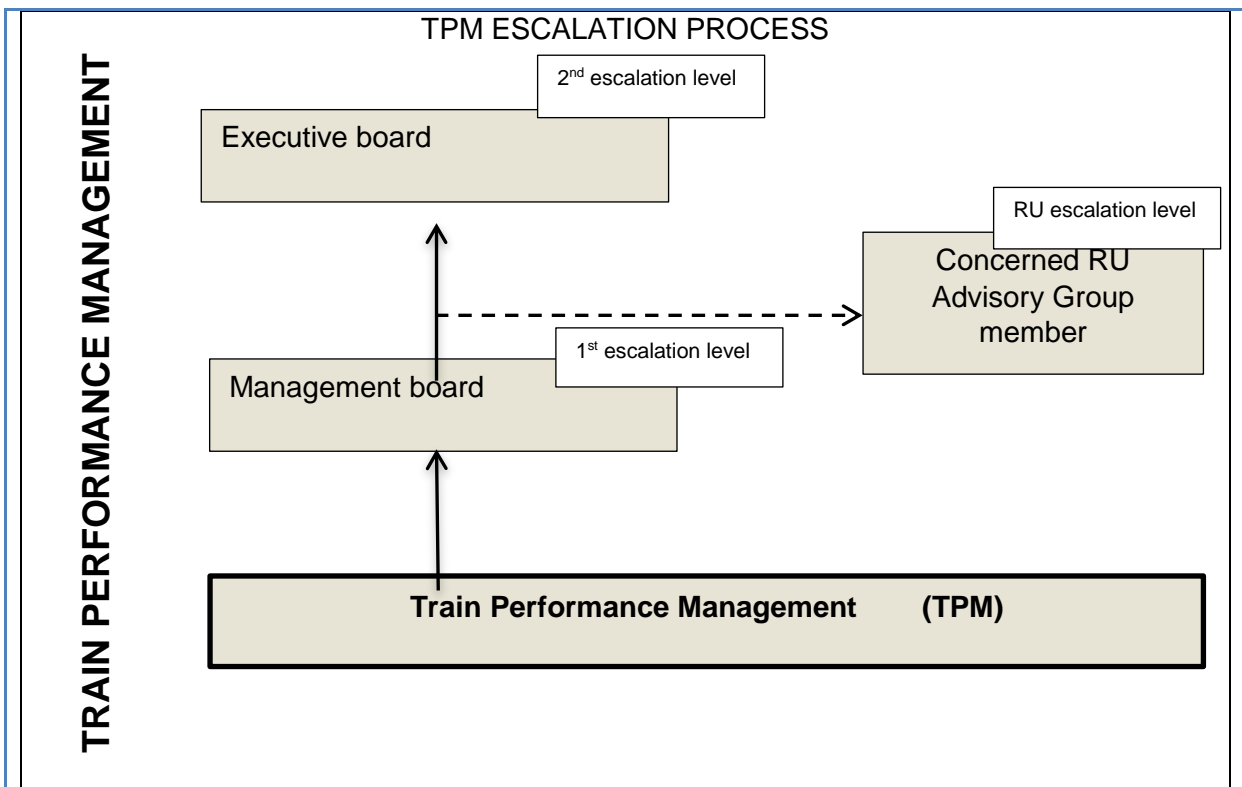 TPM ESCALATION PROCESS
TRAIN PERFORMANCE MANAGEMENT
2nd escalation level
Executive board
RU escalation level
Concerned RU
Advisory Group
member
1st escalation level
Management board
Train Performance Management (TPM)